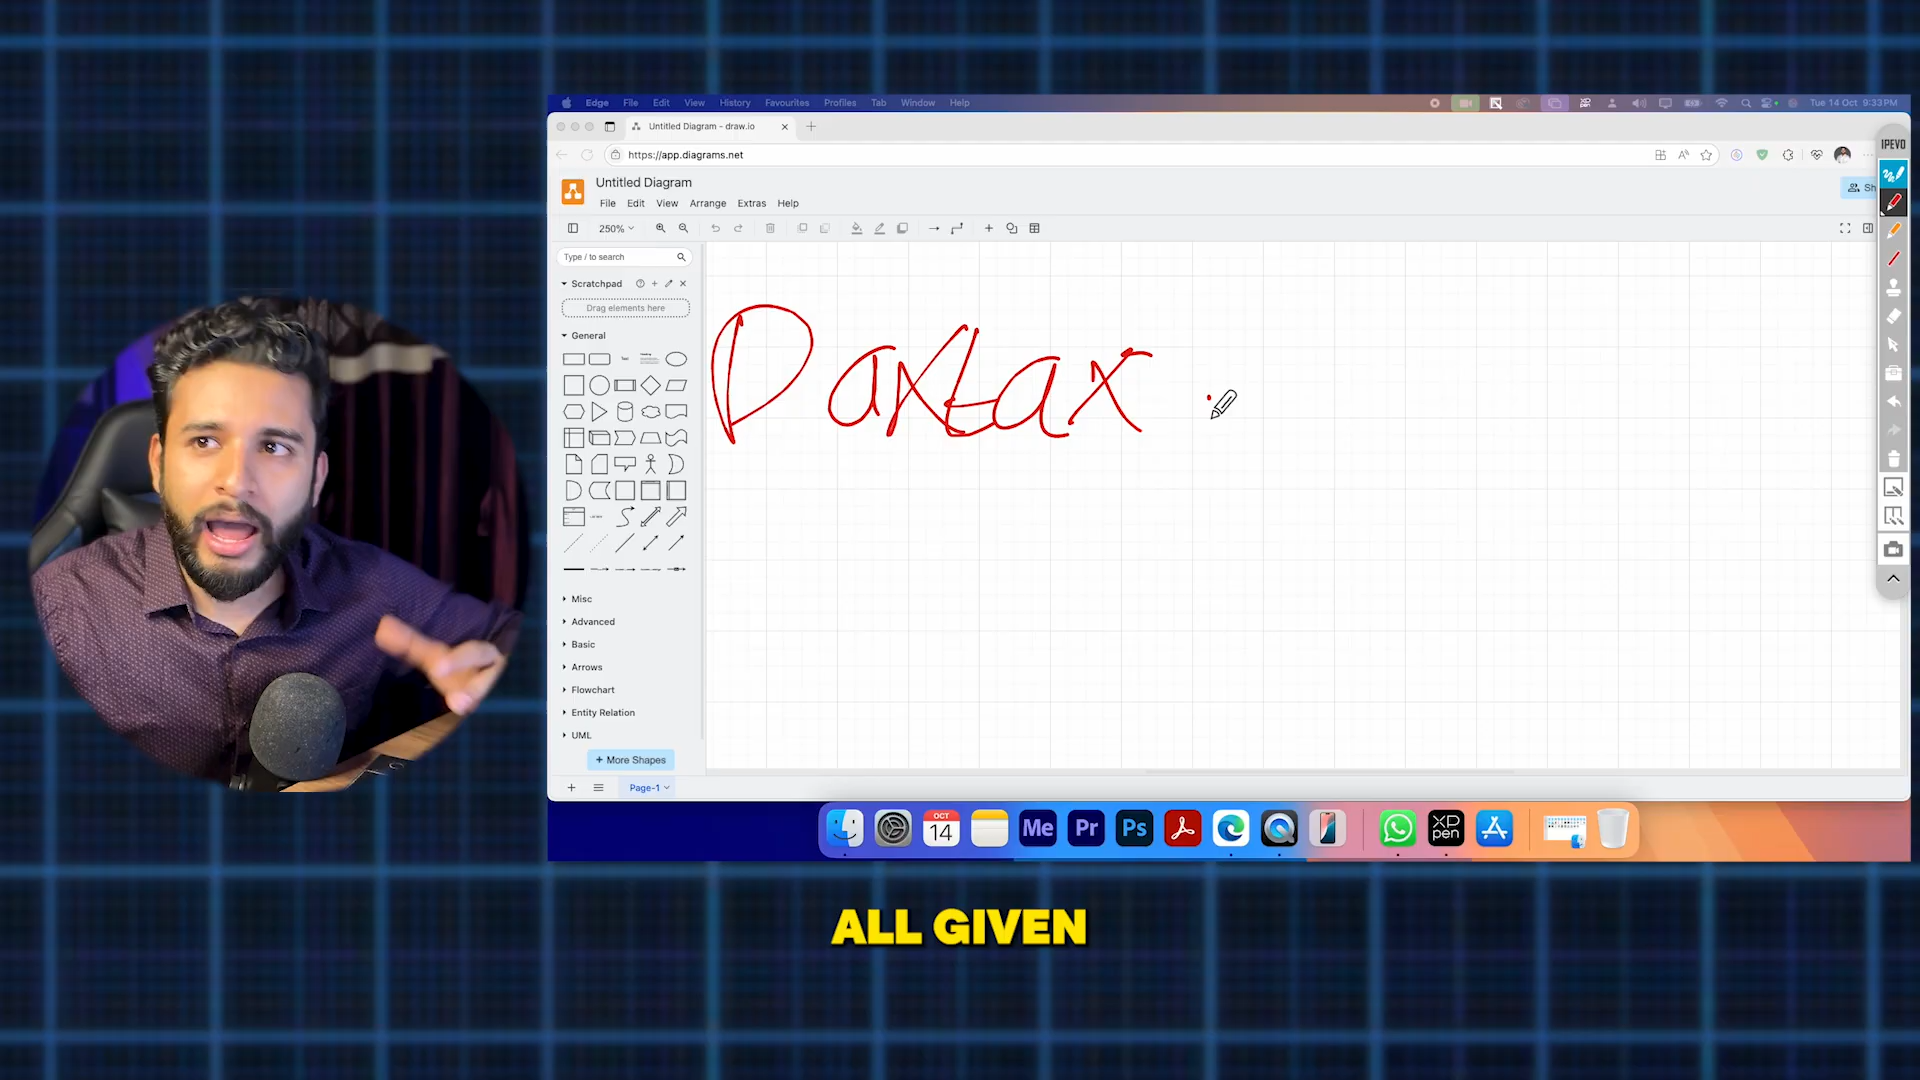 Edge File Edit View History Favourites Profiles Tab Window Help Tue 14 Oct 9:33 PM
Untitled Diagram - draw.io
https://app.diagrams.net
IPEVO
Untitled Diagram
Sh
File Edit View Arrange Extras Help
250%
Type / to search
Scratchpad
Drag elements here
General
Text
Misc
Advanced
Basic
Arrows
Flowchart
Entity Relation
UML
+ More Shapes
Page-1
OCT
14
Me Pr Ps
XP
pen
ALL GIVEN